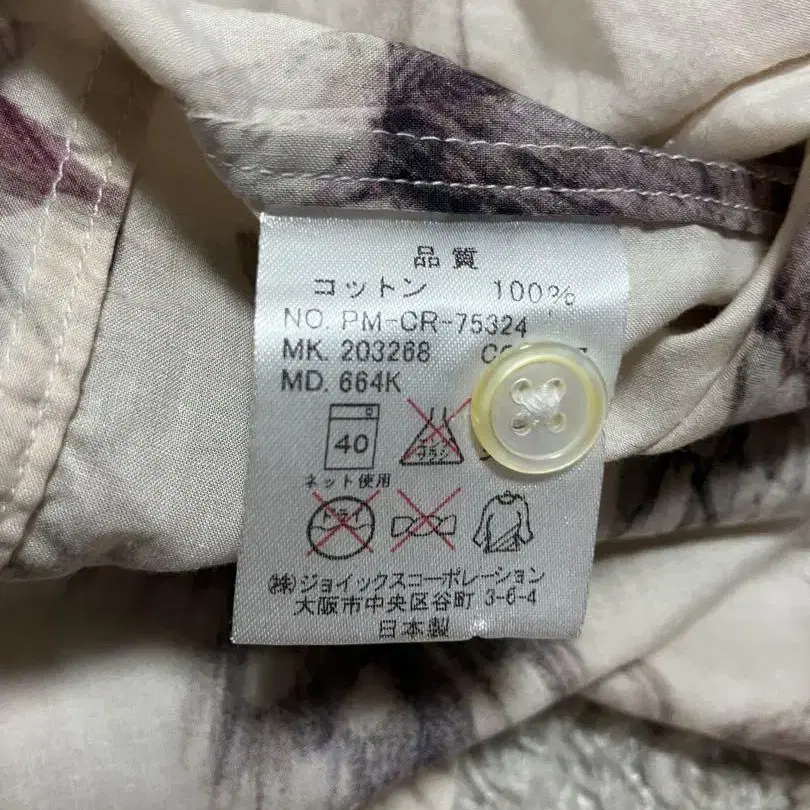 品質
コットン 100%
NO. PM-CR-75324
MK. 203268
MD. 664K
40
ネット使用
ドライ
(株)ジョイックスコーポレーション
大阪市中央区谷町 3-6-4
日本製